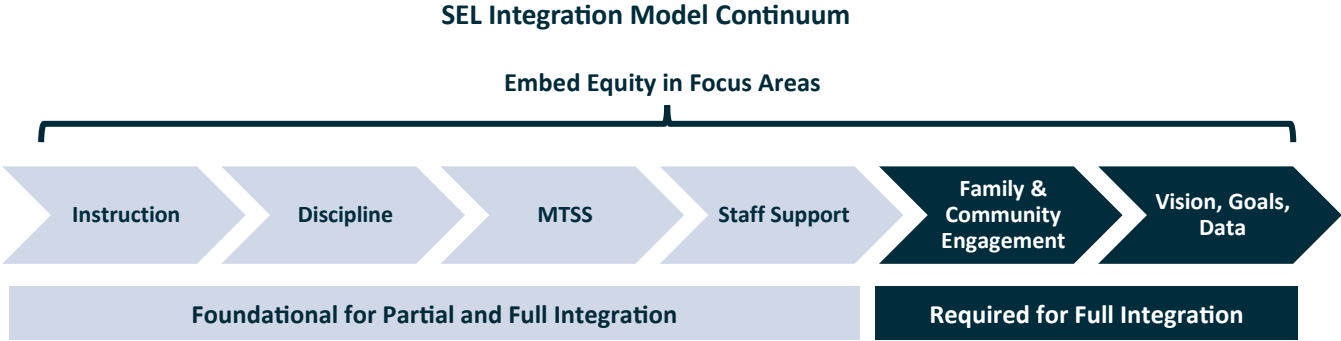 SEL Integration Model Continuum
Embed Equity in Focus Areas
Instruction
Discipline
MTSS
Staff Support
Family &
Community
Engagement
Vision, Goals,
Data
Foundational for Partial and Full Integration
Required for Full Integration